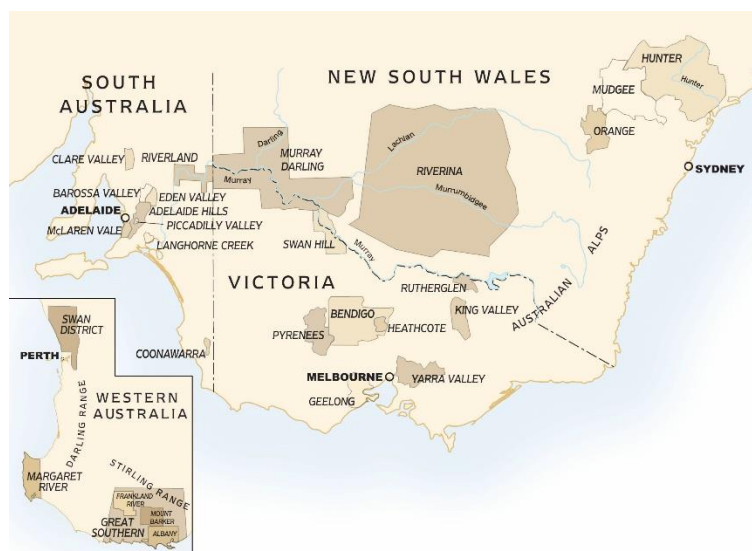 SOUTH
AUSTRALIA
NEW SOUTH WALES
HUNTER
Hunter
MUDGEE
ORANGE
SYDNEY
CLARE VALLEY
RIVERLAND
Darling
MURRAY
DARLING
Murray
Lachlan
RIVERINA
Murrumbidgee
BAROSSA VALLEY
EDEN VALLEY
ADELAIDE
ADELAIDE HILLS
PICCADILLY VALLEY
McLAREN VALE
LANGHORNE CREEK
SWAN HILL
Murray
VICTORIA
RUTHERGLEN
AUSTRALIAN ALPS
BENDIGO
KING VALLEY
PYRENEES
HEATHCOTE
COONAWARRA
MELBOURNE
YARRA VALLEY
GEELONG
SWAN
DISTRICT
PERTH
DARLING RANGE
WESTERN
AUSTRALIA
MARGARET
RIVER
STIRLING RANGE
FRANKLAND
RIVER
MOUNT
BARKER
GREAT
SOUTHERN
ALBANY